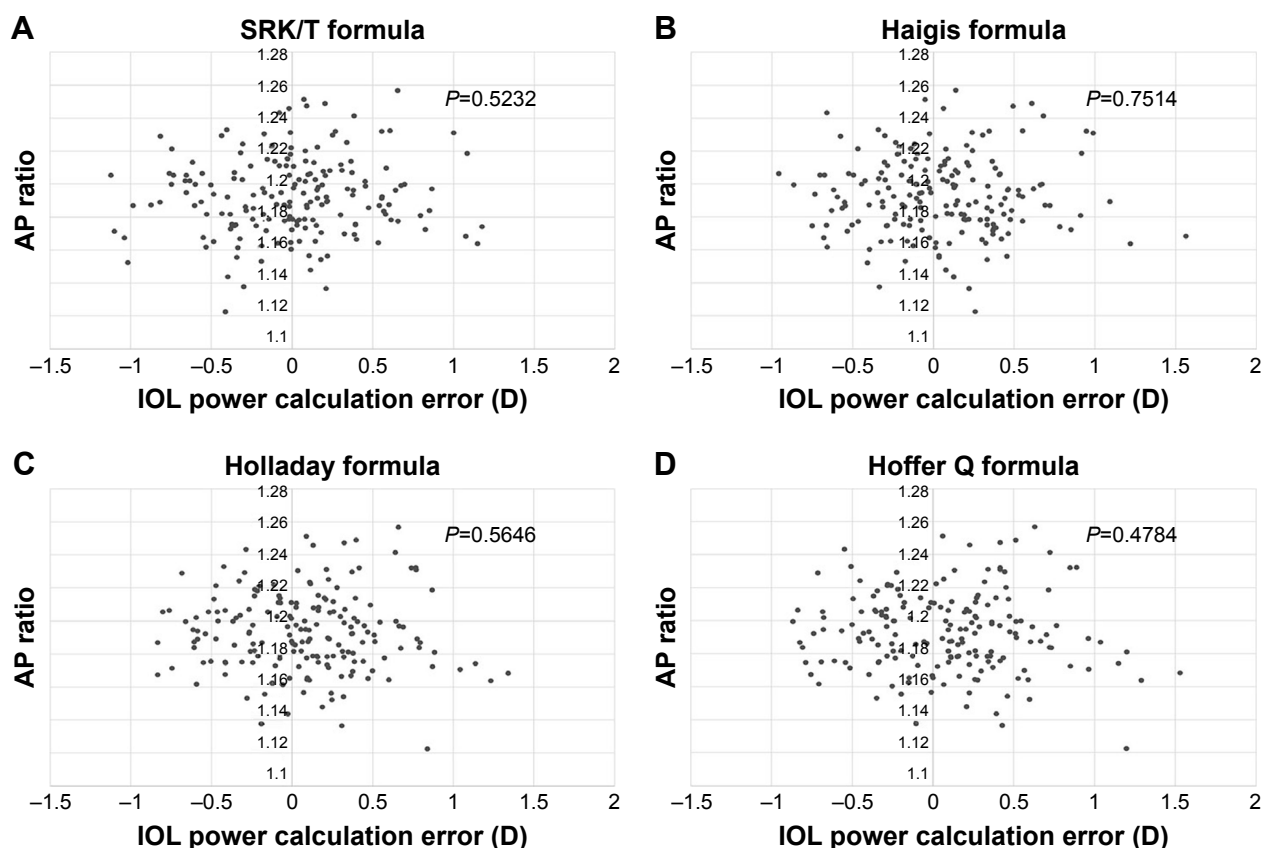 A
SRK/T formula
1.28
1.26
P=0.5232
1.24
1.22
1.2
1.18
1.16
1.14
1.12
1.1
AP ratio
–1.5 –1 –0.5 0 0.5 1 1.5 2
IOL power calculation error (D)
B
Haigis formula
1.28
1.26
P=0.7514
1.24
1.22
1.2
1.18
1.16
1.14
1.12
1.1
AP ratio
–1.5 –1 –0.5 0 0.5 1 1.5 2
IOL power calculation error (D)
C
Holladay formula
1.28
1.26
P=0.5646
1.24
1.22
1.2
1.18
1.16
1.14
1.12
1.1
AP ratio
–1.5 –1 –0.5 0 0.5 1 1.5 2
IOL power calculation error (D)
D
Hoffer Q formula
1.28
1.26
P=0.4784
1.24
1.22
1.2
1.18
1.16
1.14
1.12
1.1
AP ratio
–1.5 –1 –0.5 0 0.5 1 1.5 2
IOL power calculation error (D)